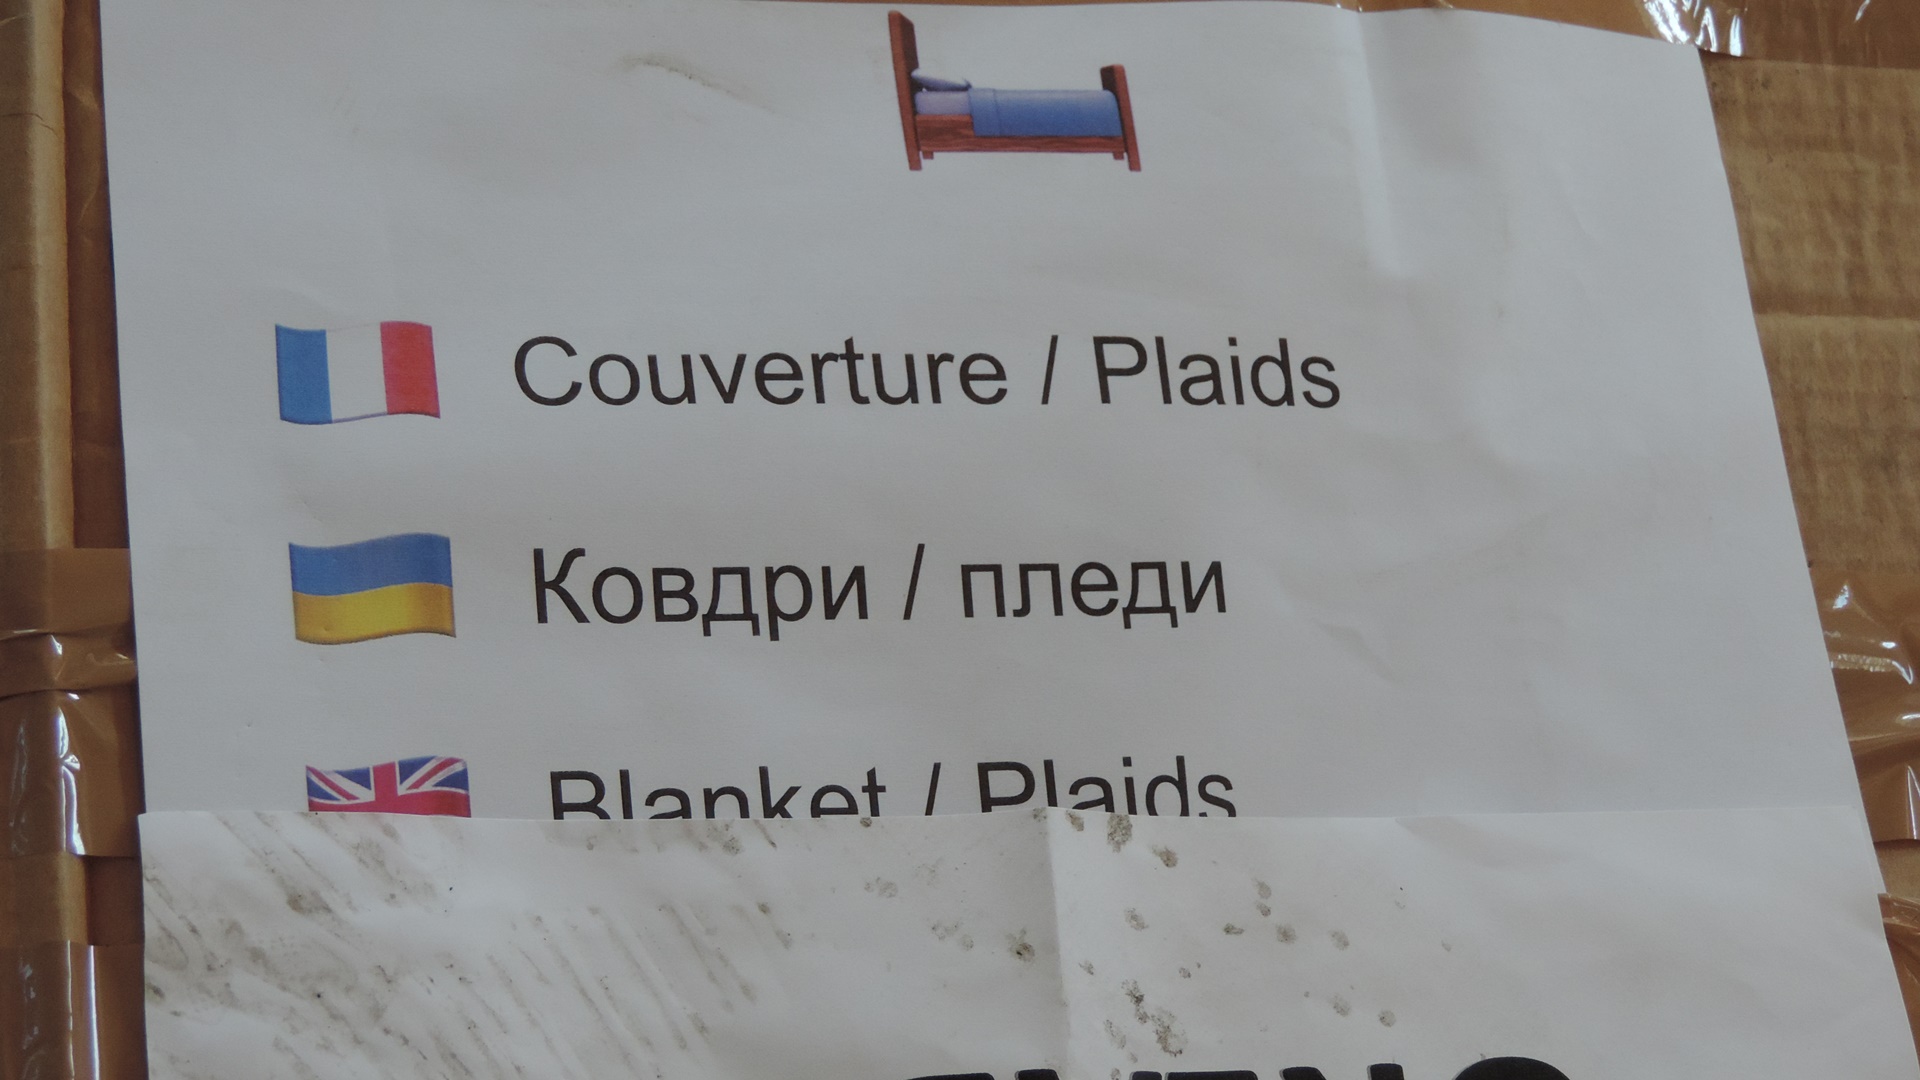 Couverture / Plaids
Ковдри / пледи
Blanket / Plaids